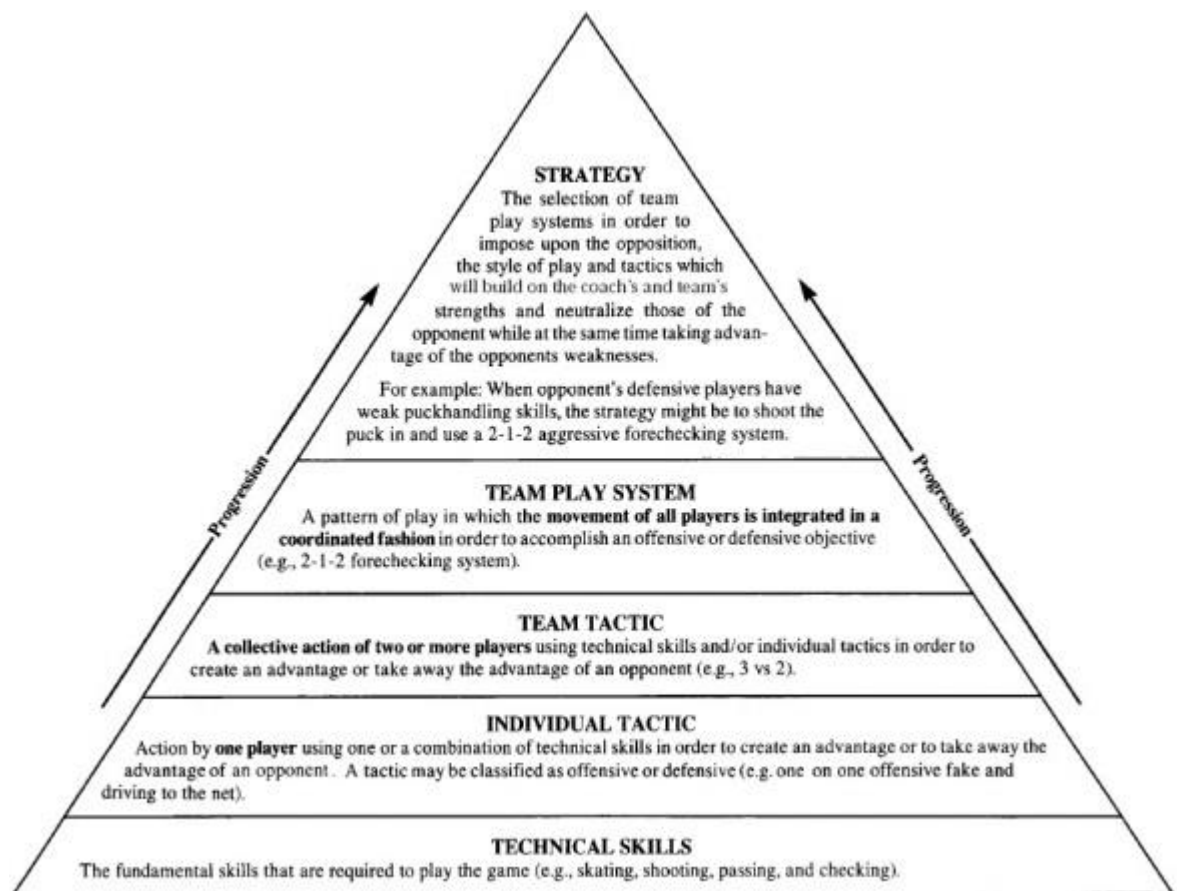 STRATEGY
The selection of team
play systems in order to
impose upon the opposition,
the style of play and tactics which
will build on the coach's and team's
strengths and neutralize those of the
opponent while at the same time taking advan-
tage of the opponents weaknesses.
For example: When opponent's defensive players have
weak puckhandling skills, the strategy might be to shoot the
puck in and use a 2-1-2 aggressive forechecking system.
Progression
Progression
TEAM PLAY SYSTEM
A pattern of play in which the movement of all players is integrated in a
coordinated fashion in order to accomplish an offensive or defensive objective
(e.g., 2-1-2 forechecking system).
TEAM TACTIC
A collective action of two or more players using technical skills and/or individual tactics in order to
create an advantage or take away the advantage of an opponent (e.g., 3 vs 2).
INDIVIDUAL TACTIC
Action by one player using one or a combination of technical skills in order to create an advantage or to take away the
advantage of an opponent. A tactic may be classified as offensive or defensive (e.g. one on one offensive fake and
driving to the net).
TECHNICAL SKILLS
The fundamental skills that are required to play the game (e.g., skating, shooting, passing, and checking).